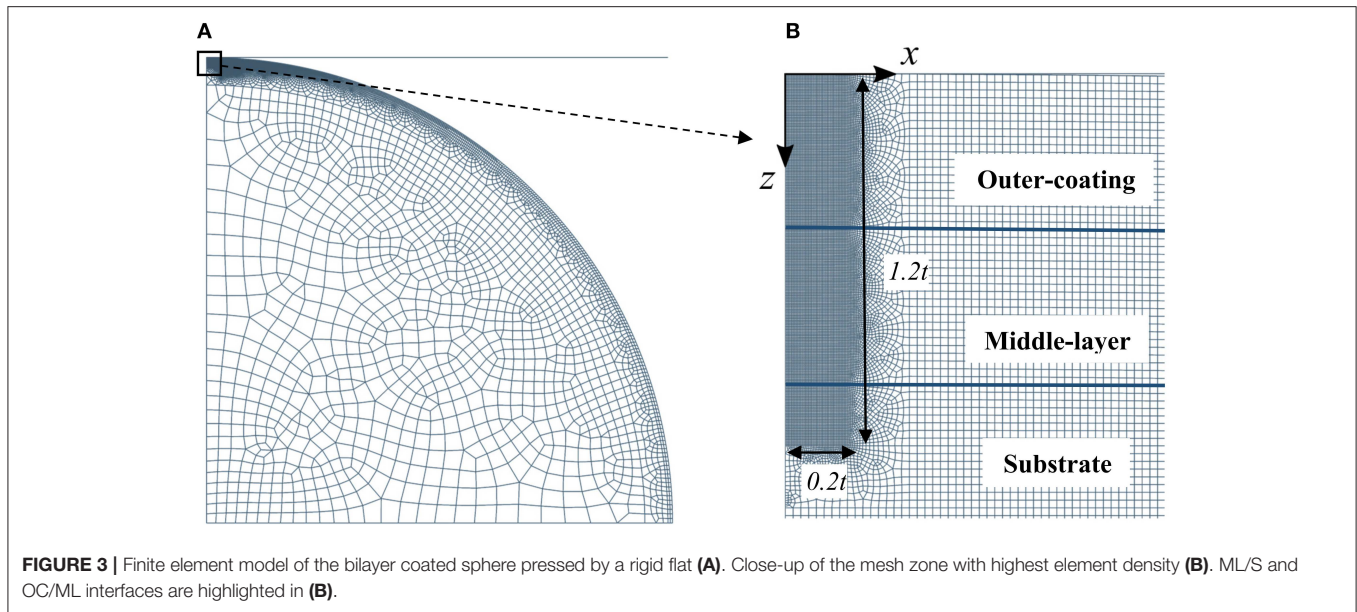 A
B
x
z
Outer-coating
1.2t
Middle-layer
Substrate
0.2t
FIGURE 3 | Finite element model of the bilayer coated sphere pressed by a rigid flat (A). Close-up of the mesh zone with highest element density (B). ML/S and
OC/ML interfaces are highlighted in (B).